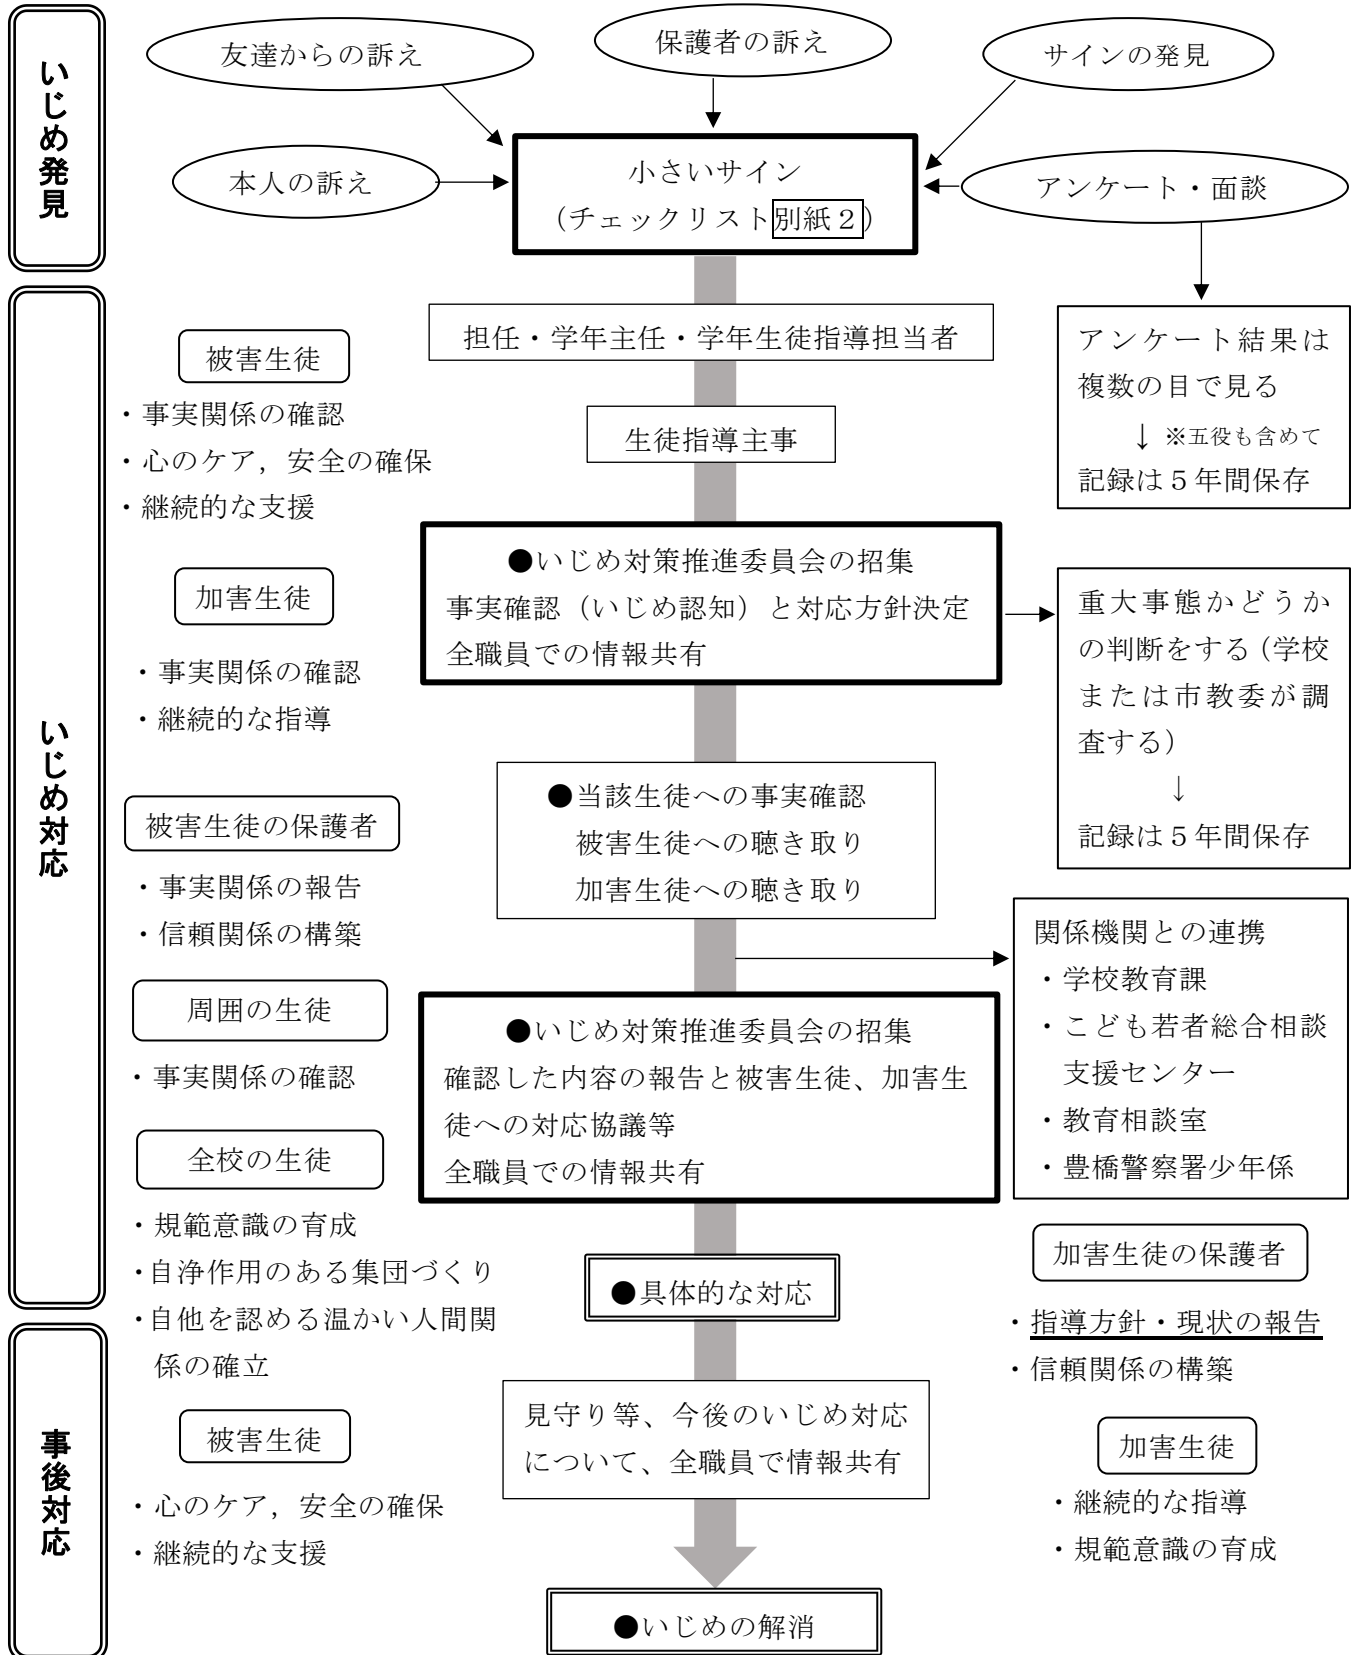 いじめ発見
友達からの訴え
保護者の訴え
サインの発見
本人の訴え
小さいサイン
（チェックリスト別紙２）
アンケート・面談
いじめ対応
担任・学年主任・学年生徒指導担当者
生徒指導主事
アンケート結果は
複数の目で見る
↓ ※五役も含めて
記録は５年間保存
被害生徒
・事実関係の確認
・心のケア，安全の確保
・継続的な支援
●いじめ対策推進委員会の招集
事実確認（いじめ認知）と対応方針決定
全職員での情報共有
重大事態かどうか
の判断をする（学校
または市教委が調
査する）
↓
記録は５年間保存
加害生徒
・事実関係の確認
・継続的な指導
●当該生徒への事実確認
被害生徒への聴き取り
加害生徒への聴き取り
被害生徒の保護者
・事実関係の報告
・信頼関係の構築
関係機関との連携
・学校教育課
・こども若者総合相談
支援センター
・教育相談室
・豊橋警察署少年係
周囲の生徒
・事実関係の確認
●いじめ対策推進委員会の招集
確認した内容の報告と被害生徒、加害生
徒への対応協議等
全職員での情報共有
全校の生徒
・規範意識の育成
・自浄作用のある集団づくり
・自他を認める温かい人間関
係の確立
●具体的な対応
加害生徒の保護者
・指導方針・現状の報告
・信頼関係の構築
事後対応
被害生徒
・心のケア，安全の確保
・継続的な支援
見守り等、今後のいじめ対応
について、全職員で情報共有
加害生徒
・継続的な指導
・規範意識の育成
●いじめの解消